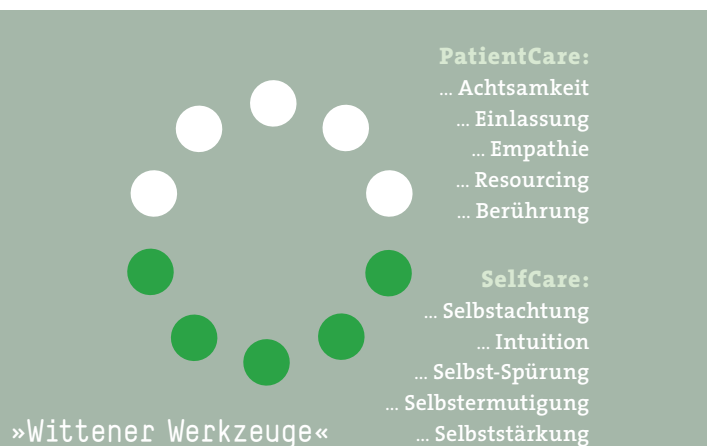 PatientCare:
... Achtsamkeit
... Einlassung
... Empathie
... Resourcing
... Berührung
SelfCare:
... Selbstachtung
... Intuition
... Selbst-Spürung
... Selbstermutigung
... Selbststärkung
»Wittener Werkzeuge«